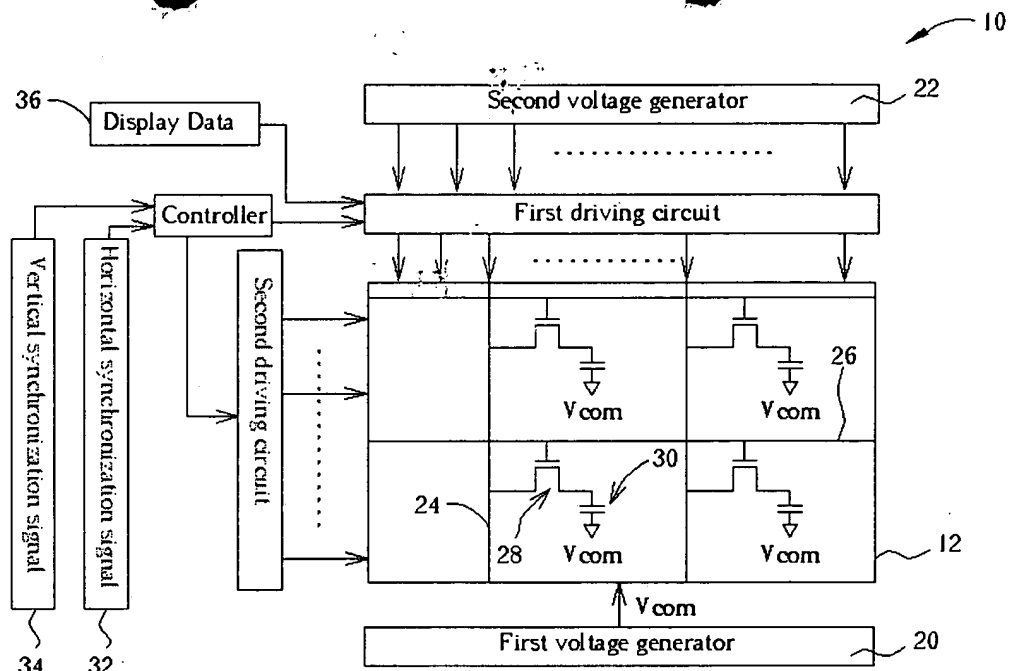 10
Second voltage generator
22
36
Display Data
Controller
First driving circuit
Vertical synchronization signal
Horizontal synchronization signal
Second driving circuit
26
Vcom
Vcom
24
28
30
Vcom
Vcom
12
Vcom
First voltage generator
20
34
32